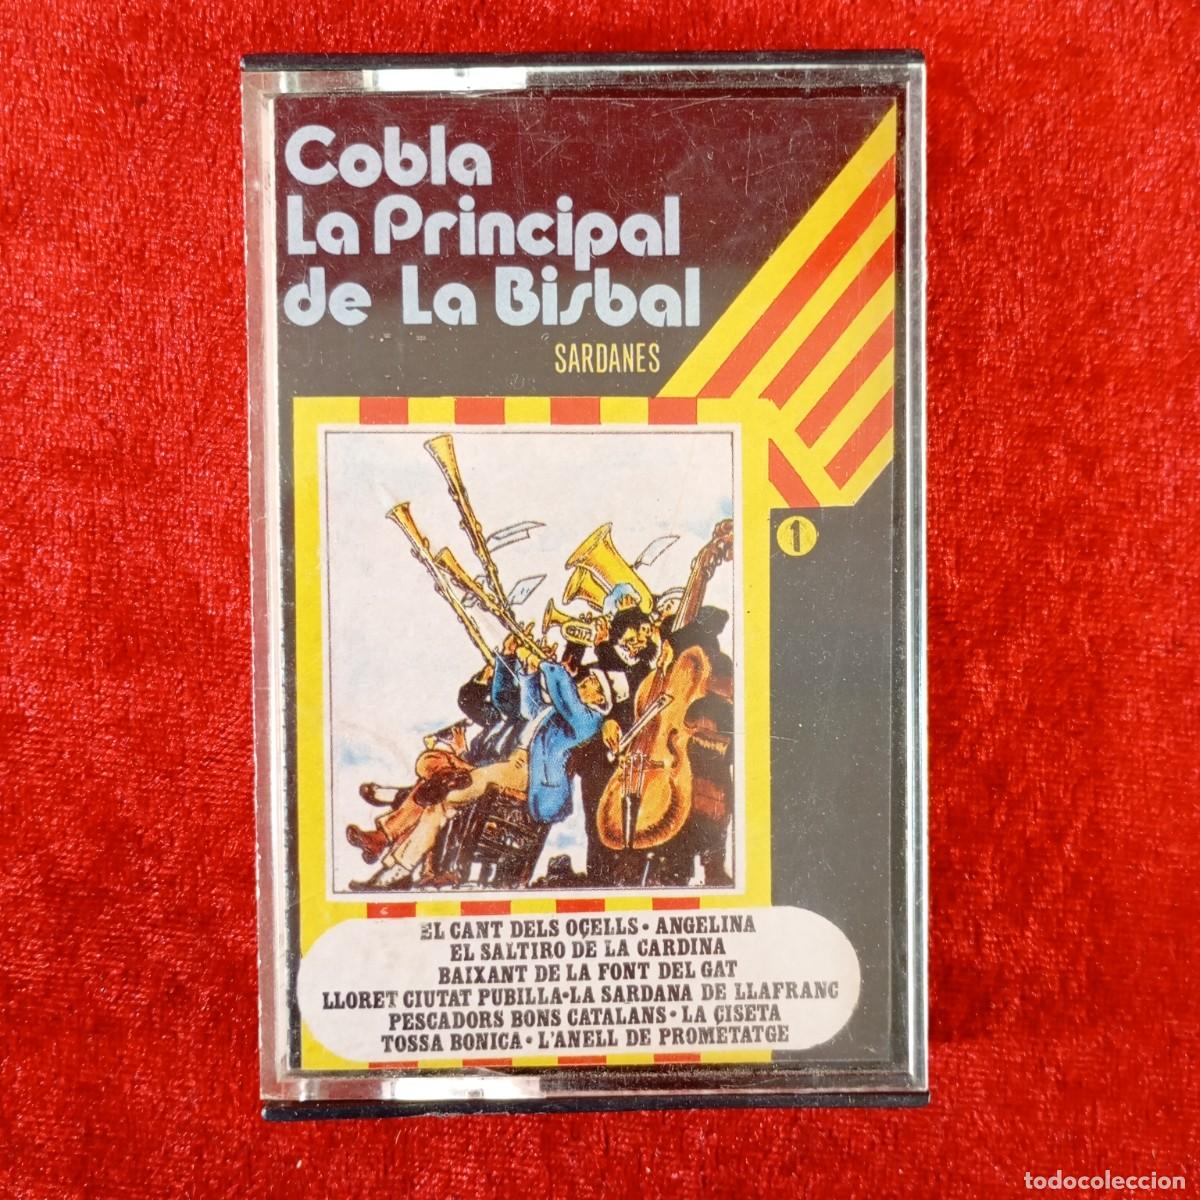 Cobla
La Principal
de La Bisbal
SARDANES
1
EL CANT DELS OÇELLS • ANGELINA
EL SALTIRO DE LA CARDINA
BAIXANT DE LA FONT DEL GAT
LLORET CIUTAT PUBILLA • LA SARDANA DE LLAFRANC
PESCADORS BONS CATALANS • LA ÇISETA
TOSSA BONICA • L'ANELL DE PROMETATGE
todocoleccion